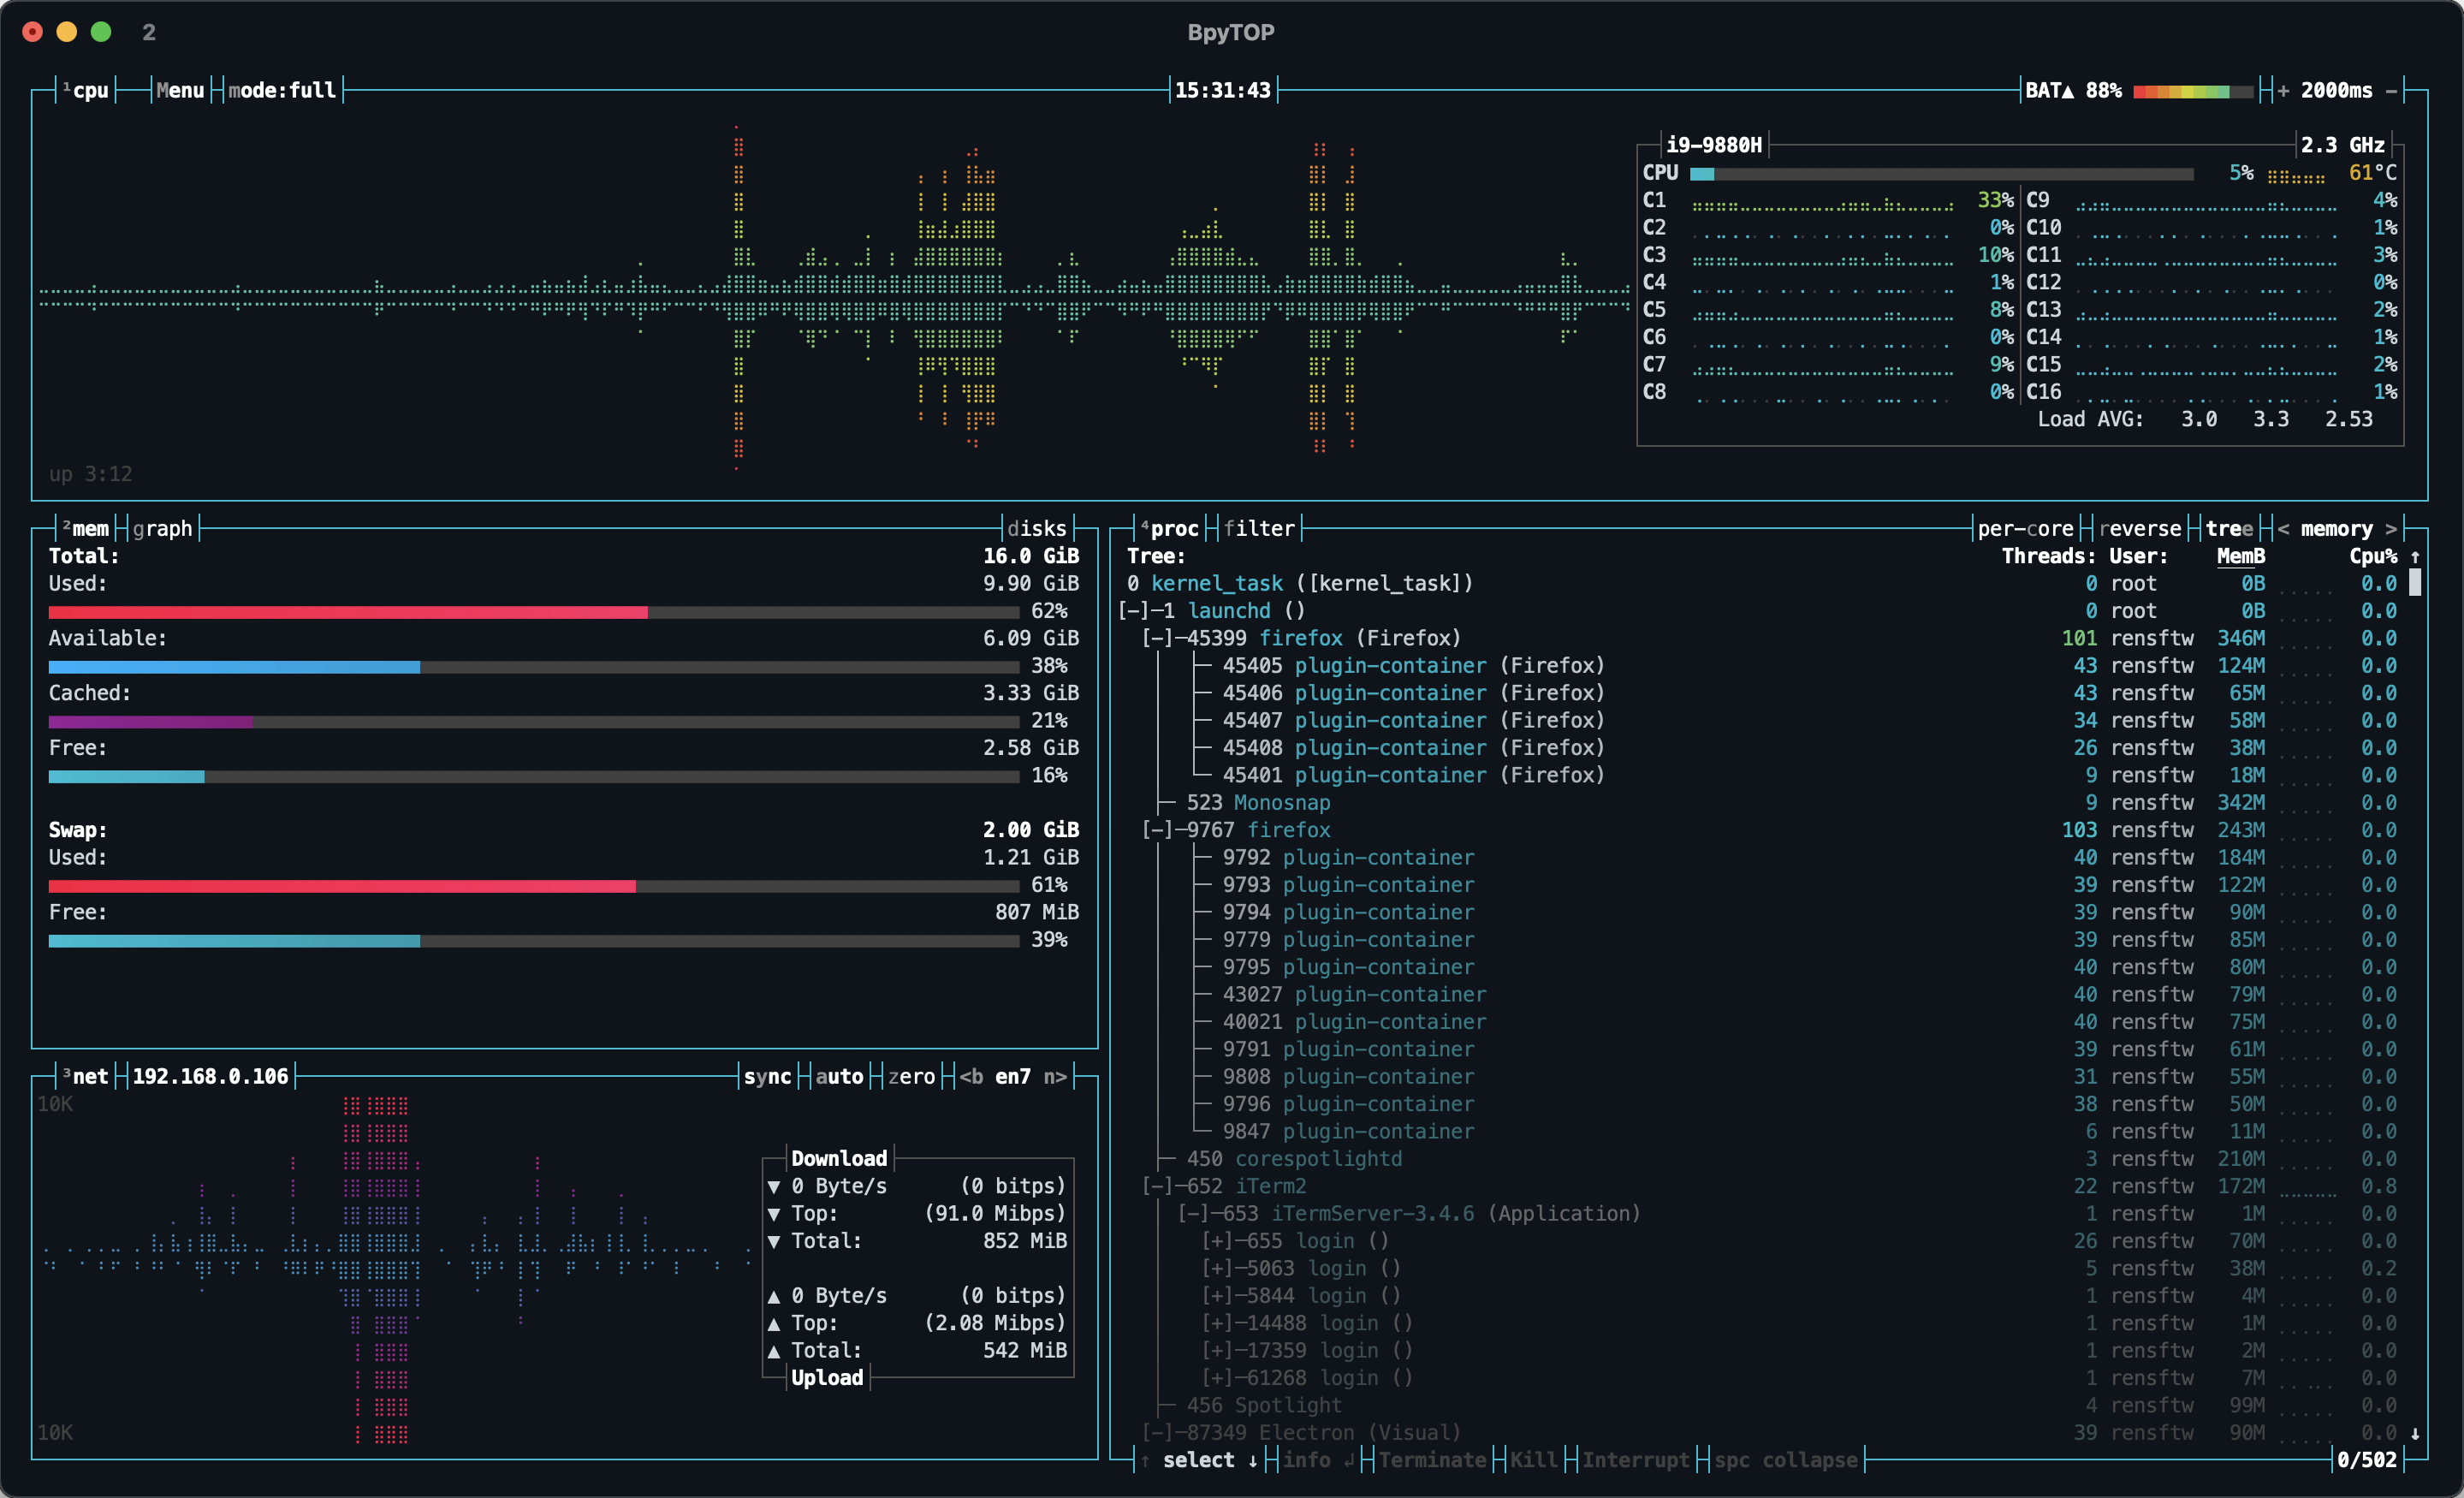 2 BpyTOP
¹cpu Menu mode:full 15:31:43 BAT▲ 88% + 2000ms −
i9-9880H 2.3 GHz
CPU 5% 61°C
C1 33% C9 4%
C2 0% C10 1%
C3 10% C11 3%
C4 1% C12 0%
C5 8% C13 2%
C6 0% C14 1%
C7 9% C15 2%
C8 0% C16 1%
Load AVG: 3.0 3.3 2.53
up 3:12
²mem graph disks
Total: 16.0 GiB
Used: 9.90 GiB
62%
Available: 6.09 GiB
38%
Cached: 3.33 GiB
21%
Free: 2.58 GiB
16%
Swap: 2.00 GiB
Used: 1.21 GiB
61%
Free: 807 MiB
39%
³net 192.168.0.106 sync auto zero <b en7 n>
10K
Download
▼ 0 Byte/s (0 bitps)
▼ Top: (91.0 Mibps)
▼ Total: 852 MiB
▲ 0 Byte/s (0 bitps)
▲ Top: (2.08 Mibps)
▲ Total: 542 MiB
Upload
10K
⁴proc filter per-core reverse tree < memory >
Tree: Threads: User: MemB Cpu% ↑
0 kernel_task ([kernel_task]) 0 root 0B 0.0
[-]─1 launchd () 0 root 0B 0.0
[-]─45399 firefox (Firefox) 101 rensftw 346M 0.0
45405 plugin-container (Firefox) 43 rensftw 124M 0.0
45406 plugin-container (Firefox) 43 rensftw 65M 0.0
45407 plugin-container (Firefox) 34 rensftw 58M 0.0
45408 plugin-container (Firefox) 26 rensftw 38M 0.0
45401 plugin-container (Firefox) 9 rensftw 18M 0.0
523 Monosnap 9 rensftw 342M 0.0
[-]─9767 firefox 103 rensftw 243M 0.0
9792 plugin-container 40 rensftw 184M 0.0
9793 plugin-container 39 rensftw 122M 0.0
9794 plugin-container 39 rensftw 90M 0.0
9779 plugin-container 39 rensftw 85M 0.0
9795 plugin-container 40 rensftw 80M 0.0
43027 plugin-container 40 rensftw 79M 0.0
40021 plugin-container 40 rensftw 75M 0.0
9791 plugin-container 39 rensftw 61M 0.0
9808 plugin-container 31 rensftw 55M 0.0
9796 plugin-container 38 rensftw 50M 0.0
9847 plugin-container 6 rensftw 11M 0.0
450 corespotlightd 3 rensftw 210M 0.0
[-]─652 iTerm2 22 rensftw 172M 0.8
[-]─653 iTermServer-3.4.6 (Application) 1 rensftw 1M 0.0
[+]─655 login () 26 rensftw 70M 0.0
[+]─5063 login () 5 rensftw 38M 0.2
[+]─5844 login () 1 rensftw 4M 0.0
[+]─14488 login () 1 rensftw 1M 0.0
[+]─17359 login () 1 rensftw 2M 0.0
[+]─61268 login () 1 rensftw 7M 0.0
456 Spotlight 4 rensftw 99M 0.0
[-]─87349 Electron (Visual) 39 rensftw 90M 0.0 ↓
↑ select ↓ info ↲ Terminate Kill Interrupt spc collapse 0/502